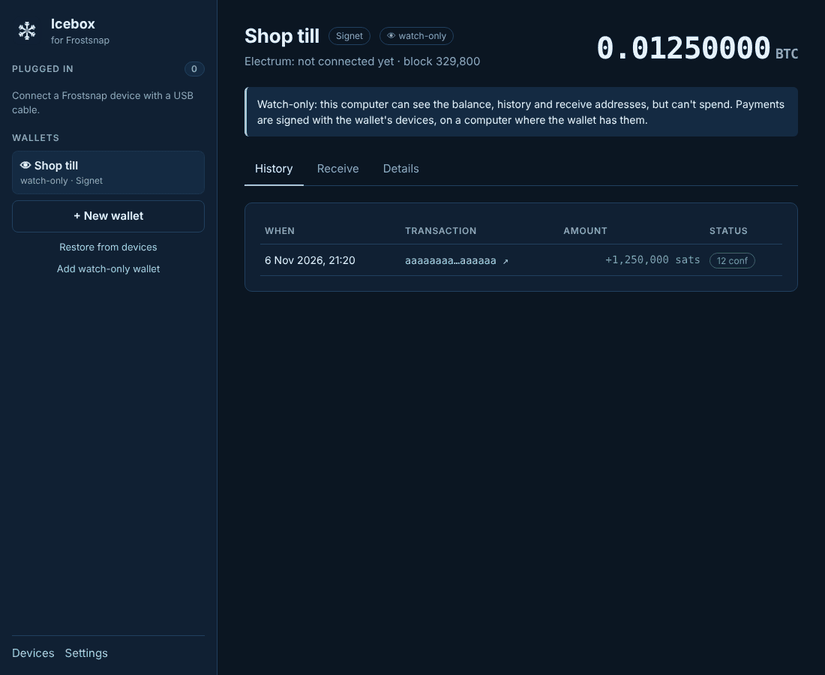 Icebox
for Frostsnap
PLUGGED IN 0
Connect a Frostsnap device with a USB
cable.
WALLETS
Shop till
watch-only · Signet
+ New wallet
Restore from devices
Add watch-only wallet
Devices Settings
Shop till Signet watch-only
Electrum: not connected yet · block 329,800
0.01250000 BTC
Watch-only: this computer can see the balance, history and receive addresses, but can't spend. Payments
are signed with the wallet's devices, on a computer where the wallet has them.
History Receive Details
WHEN TRANSACTION AMOUNT STATUS
6 Nov 2026, 21:20 aaaaaaaa…aaaaaa ↗ +1,250,000 sats 12 conf